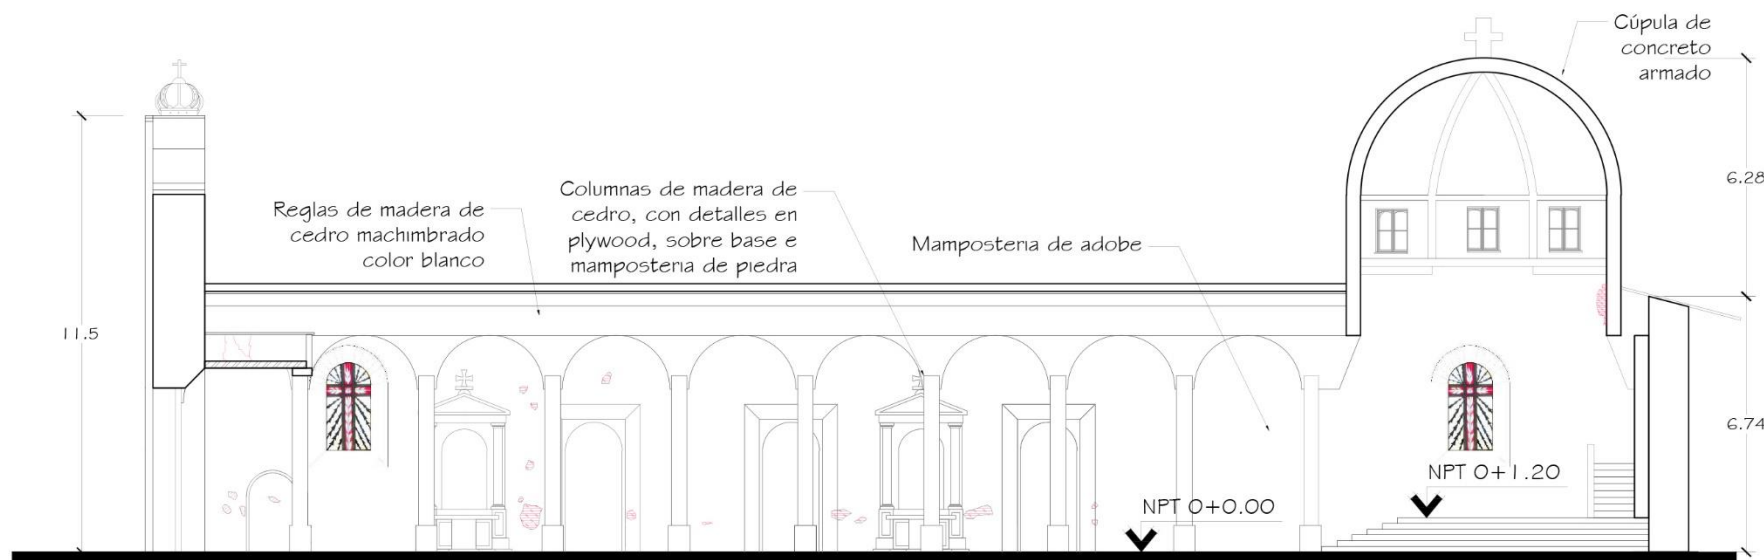 Cúpula de
concreto
armado
Columnas de madera de
cedro, con detalles en
plywood, sobre base e
mamposteria de piedra
Reglas de madera de
cedro machimbrado
color blanco
Mamposteria de adobe
6.28
11.5
6.74
NPT 0+1.20
NPT 0+0.00